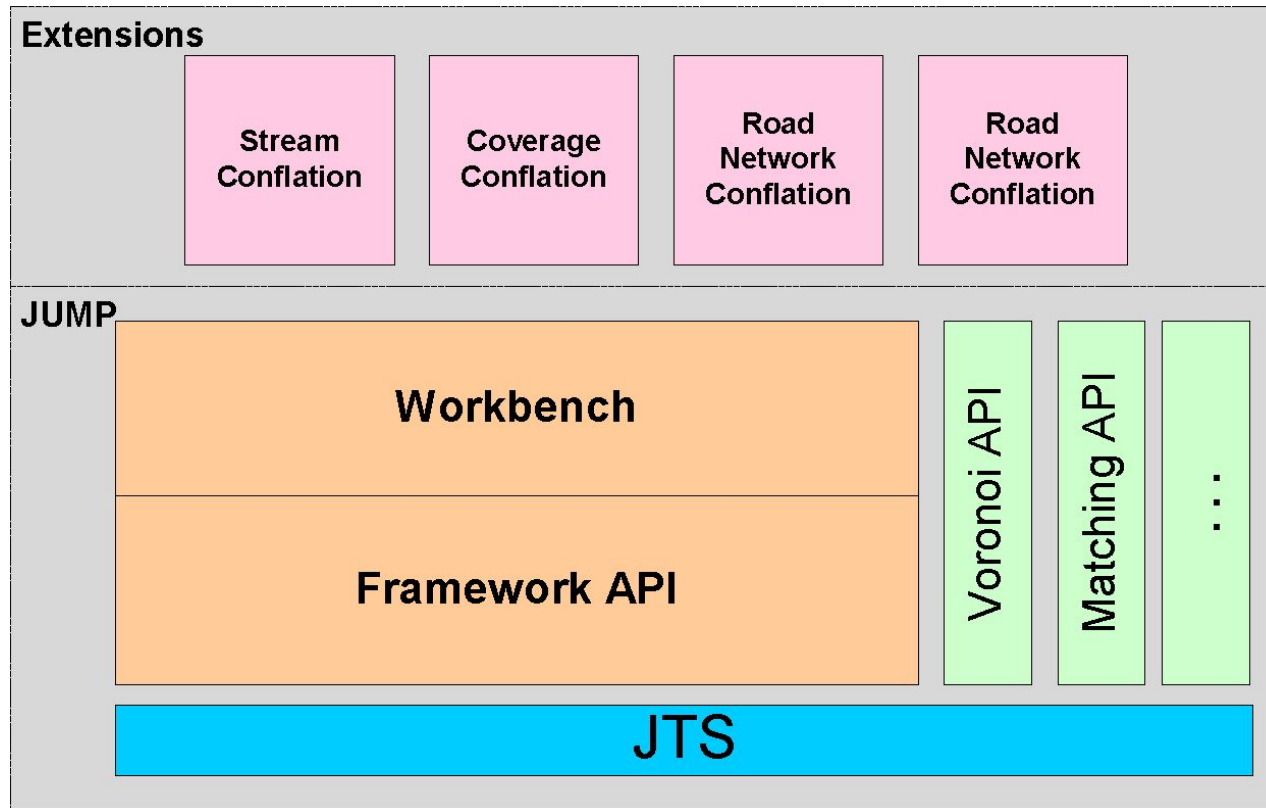 Extensions
Stream
Conflation
Coverage
Conflation
Road
Network
Conflation
Road
Network
Conflation
JUMP
Workbench
Framework API
Voronoi API
Matching API
...
JTS